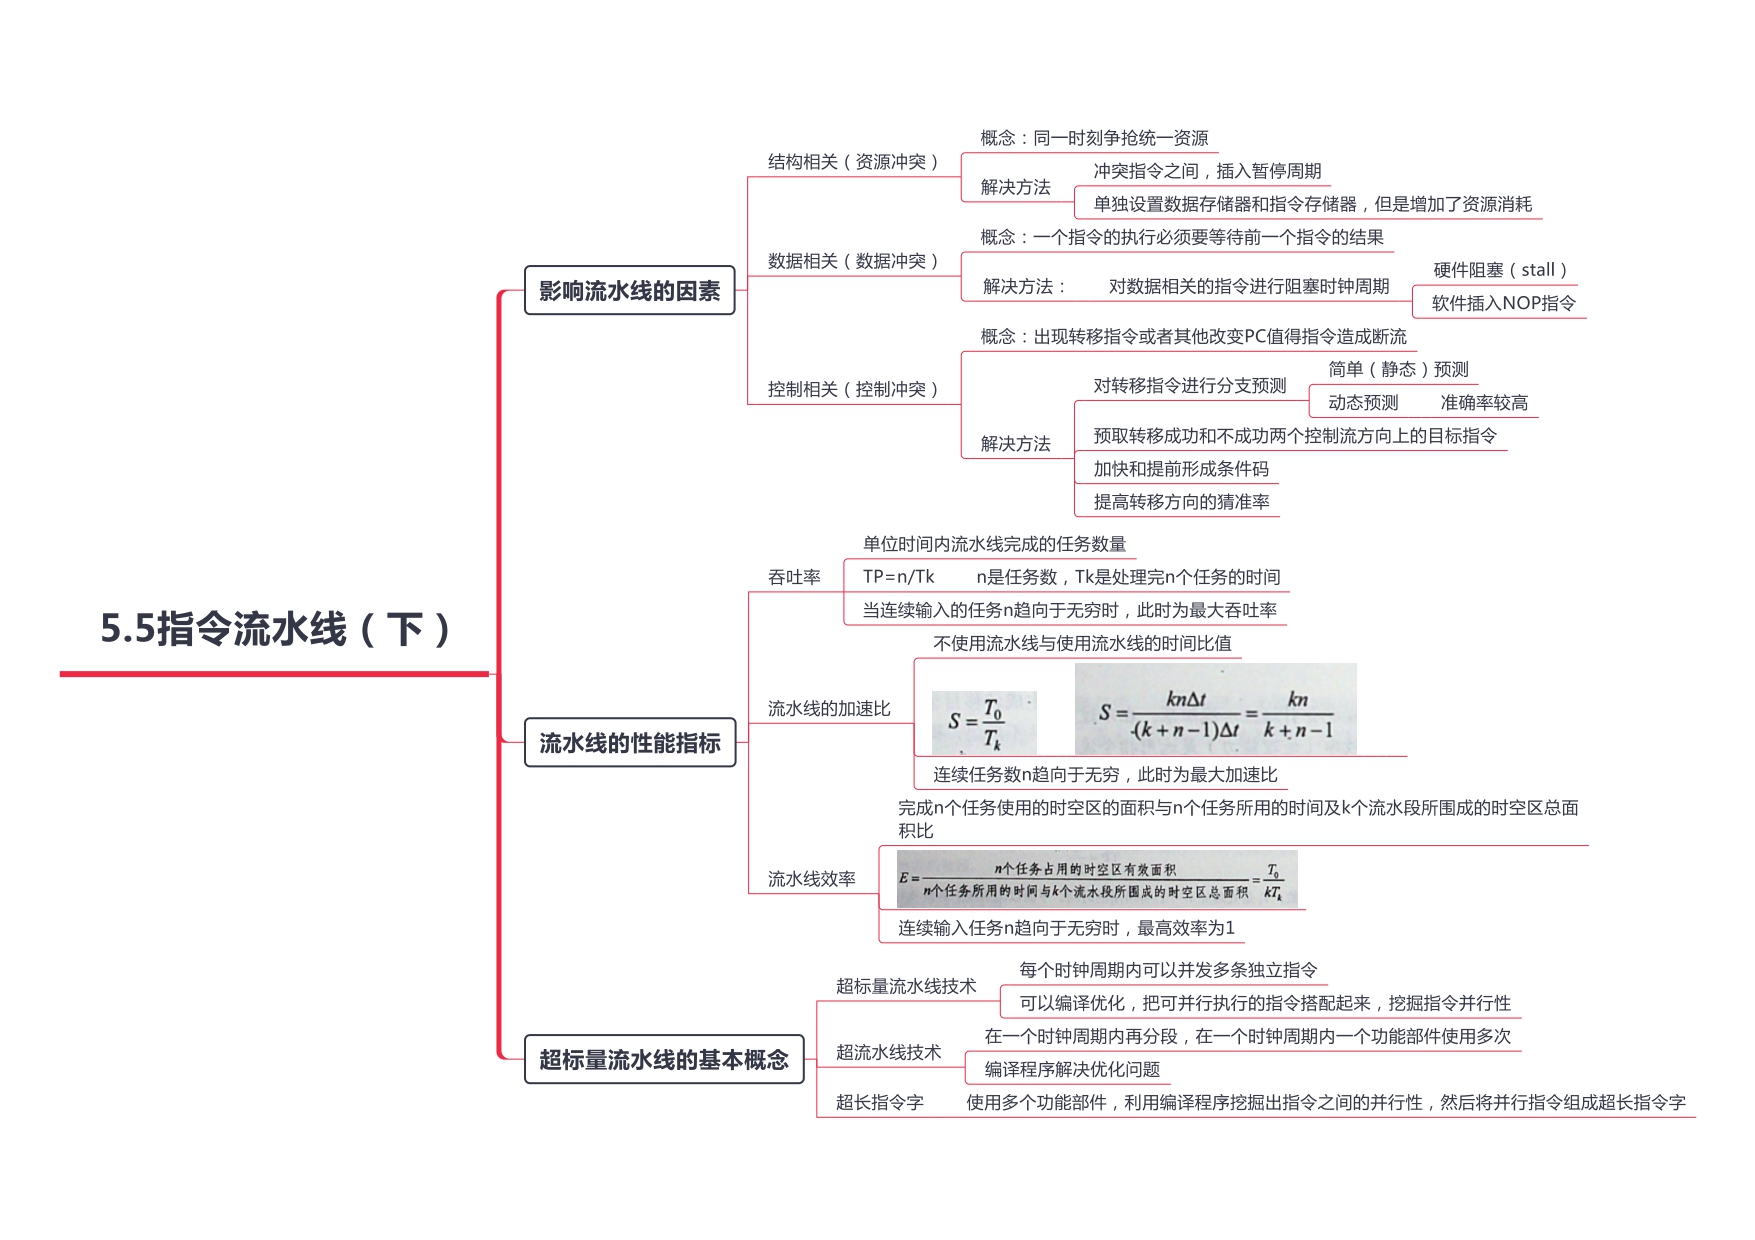 5.5指令流水线（下）
影响流水线的因素
结构相关（资源冲突）
概念：同一时刻争抢统一资源
解决方法
冲突指令之间，插入暂停周期
单独设置数据存储器和指令存储器，但是增加了资源消耗
数据相关（数据冲突）
概念：一个指令的执行必须要等待前一个指令的结果
解决方法：
对数据相关的指令进行阻塞时钟周期
硬件阻塞（stall）
软件插入NOP指令
控制相关（控制冲突）
概念：出现转移指令或者其他改变PC值得指令造成断流
解决方法
对转移指令进行分支预测
简单（静态）预测
动态预测 准确率较高
预取转移成功和不成功两个控制流方向上的目标指令
加快和提前形成条件码
提高转移方向的猜准率
流水线的性能指标
吞吐率
单位时间内流水线完成的任务数量
TP=n/Tk n是任务数，Tk是处理完n个任务的时间
当连续输入的任务n趋向于无穷时，此时为最大吞吐率
流水线的加速比
不使用流水线与使用流水线的时间比值
S = T0 / Tk
S = knΔt / (k+n−1)Δt = kn / k+n−1
连续任务数n趋向于无穷，此时为最大加速比
流水线效率
完成n个任务使用的时空区的面积与n个任务所用的时间及k个流水段所围成的时空区总面
积比
E = n个任务占用的时空区有效面积 / n个任务所用的时间与k个流水段所围成的时空区总面积 = T0 / kTk
连续输入任务n趋向于无穷时，最高效率为1
超标量流水线的基本概念
超标量流水线技术
每个时钟周期内可以并发多条独立指令
可以编译优化，把可并行执行的指令搭配起来，挖掘指令并行性
超流水线技术
在一个时钟周期内再分段，在一个时钟周期内一个功能部件使用多次
编译程序解决优化问题
超长指令字
使用多个功能部件，利用编译程序挖掘出指令之间的并行性，然后将并行指令组成超长指令字